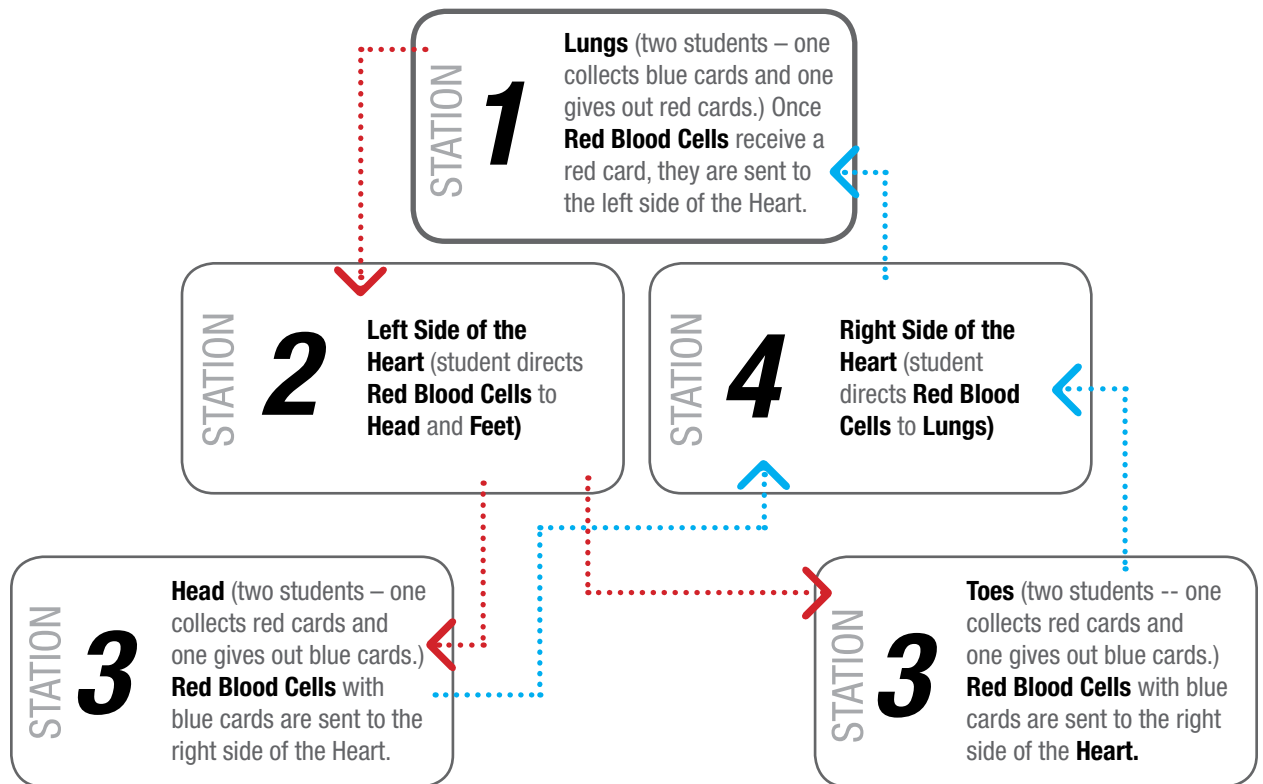 STATION
1
Lungs (two students – one
collects blue cards and one
gives out red cards.) Once
Red Blood Cells receive a
red card, they are sent to
the left side of the Heart.
STATION
2
Left Side of the
Heart (student directs
Red Blood Cells to
Head and Feet)
STATION
4
Right Side of the
Heart (student
directs Red Blood
Cells to Lungs)
STATION
3
Head (two students – one
collects red cards and
one gives out blue cards.)
Red Blood Cells with
blue cards are sent to the
right side of the Heart.
STATION
3
Toes (two students -- one
collects red cards and
one gives out blue cards.)
Red Blood Cells with blue
cards are sent to the right
side of the Heart.